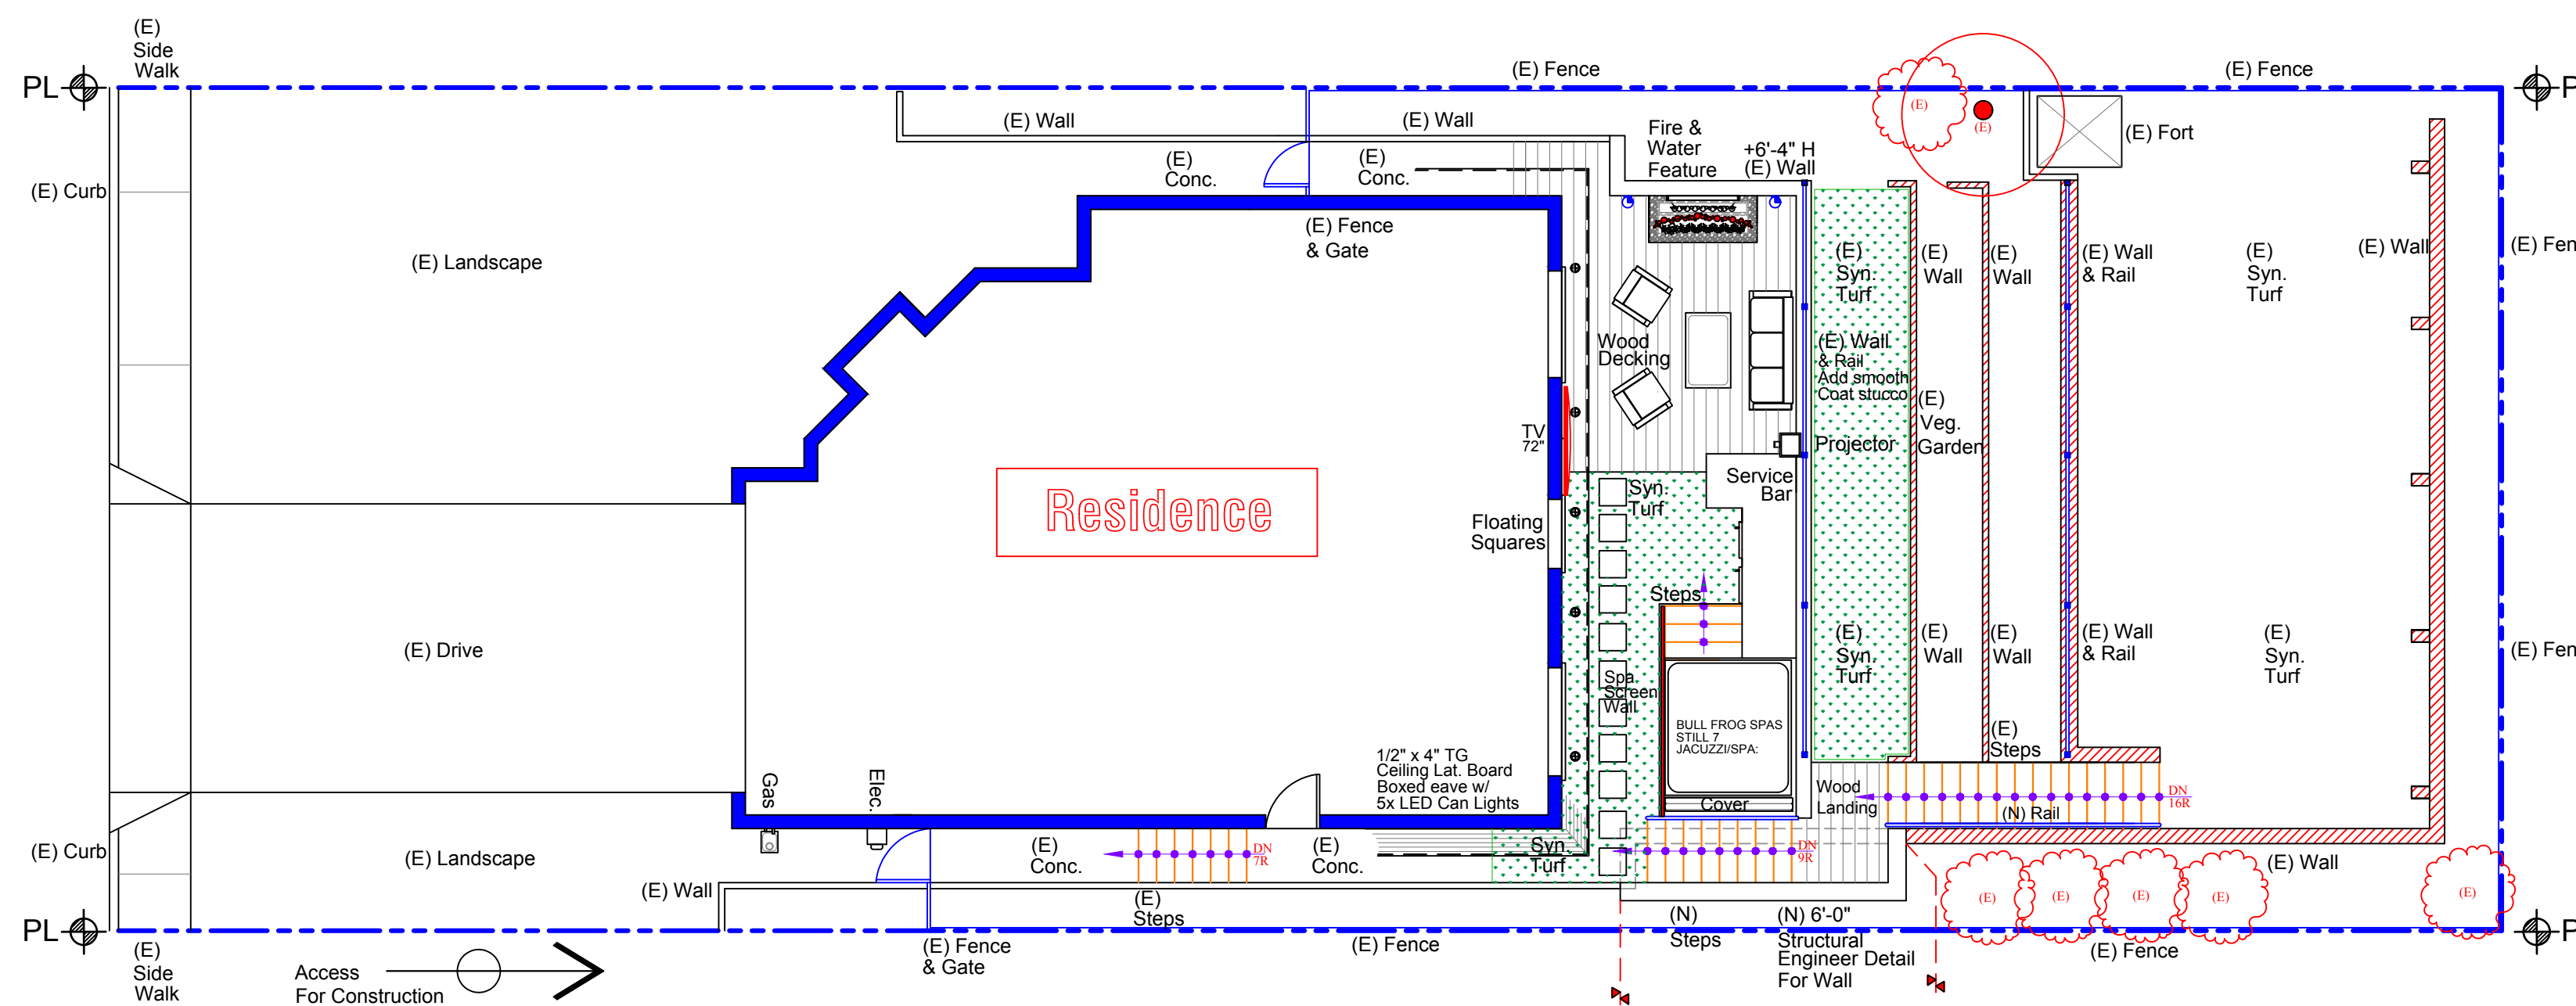 (E)
Side
Walk
PL
(E) Fence
(E) Fence
P
(E) Curb
(E) Wall
(E) Wall
(E)
Conc.
(E)
Conc.
Fire &
Water
Feature
+6'-4" H
(E) Wall
(E)
(E)
(E) Fort
(E) Landscape
(E) Fence
& Gate
(E)
Syn.
Turf
(E)
Wall
(E)
Wall
(E) Wall
& Rail
(E)
Syn.
Turf
(E) Wall
(E) Fen
Wood
Decking
(E) Wall
& Rail
Add smooth
Coat stucco
(E)
Veg.
Garden
TV
72"
Projector
Service
Bar
Syn.
Turf
Residence
Floating
Squares
Steps
(E) Drive
(E)
Syn.
Turf
(E)
Wall
(E)
Wall
(E) Wall
& Rail
(E)
Syn.
Turf
(E) Fen
Spa
Screen
Wall
BULL FROG SPAS
STILL 7
JACUZZI/SPA:
(E)
Steps
1/2" x 4" TG
Ceiling Lat. Board
Boxed eave w/
5x LED Can Lights
Gas
Elec.
Cover
Wood
Landing
DN
16R
(N) Rail
(E) Curb
(E) Landscape
(E)
Conc.
DN
7R
(E)
Conc.
Syn.
Turf
DN
9R
(E) Wall
(E) Wall
(E)
Steps
(E)
(E)
(E)
(E)
(E)
PL
(E)
Side
Walk
Access
For Construction
(E) Fence
& Gate
(E) Fence
(N)
Steps
(N) 6'-0"
Structural
Engineer Detail
For Wall
(E) Fence
P